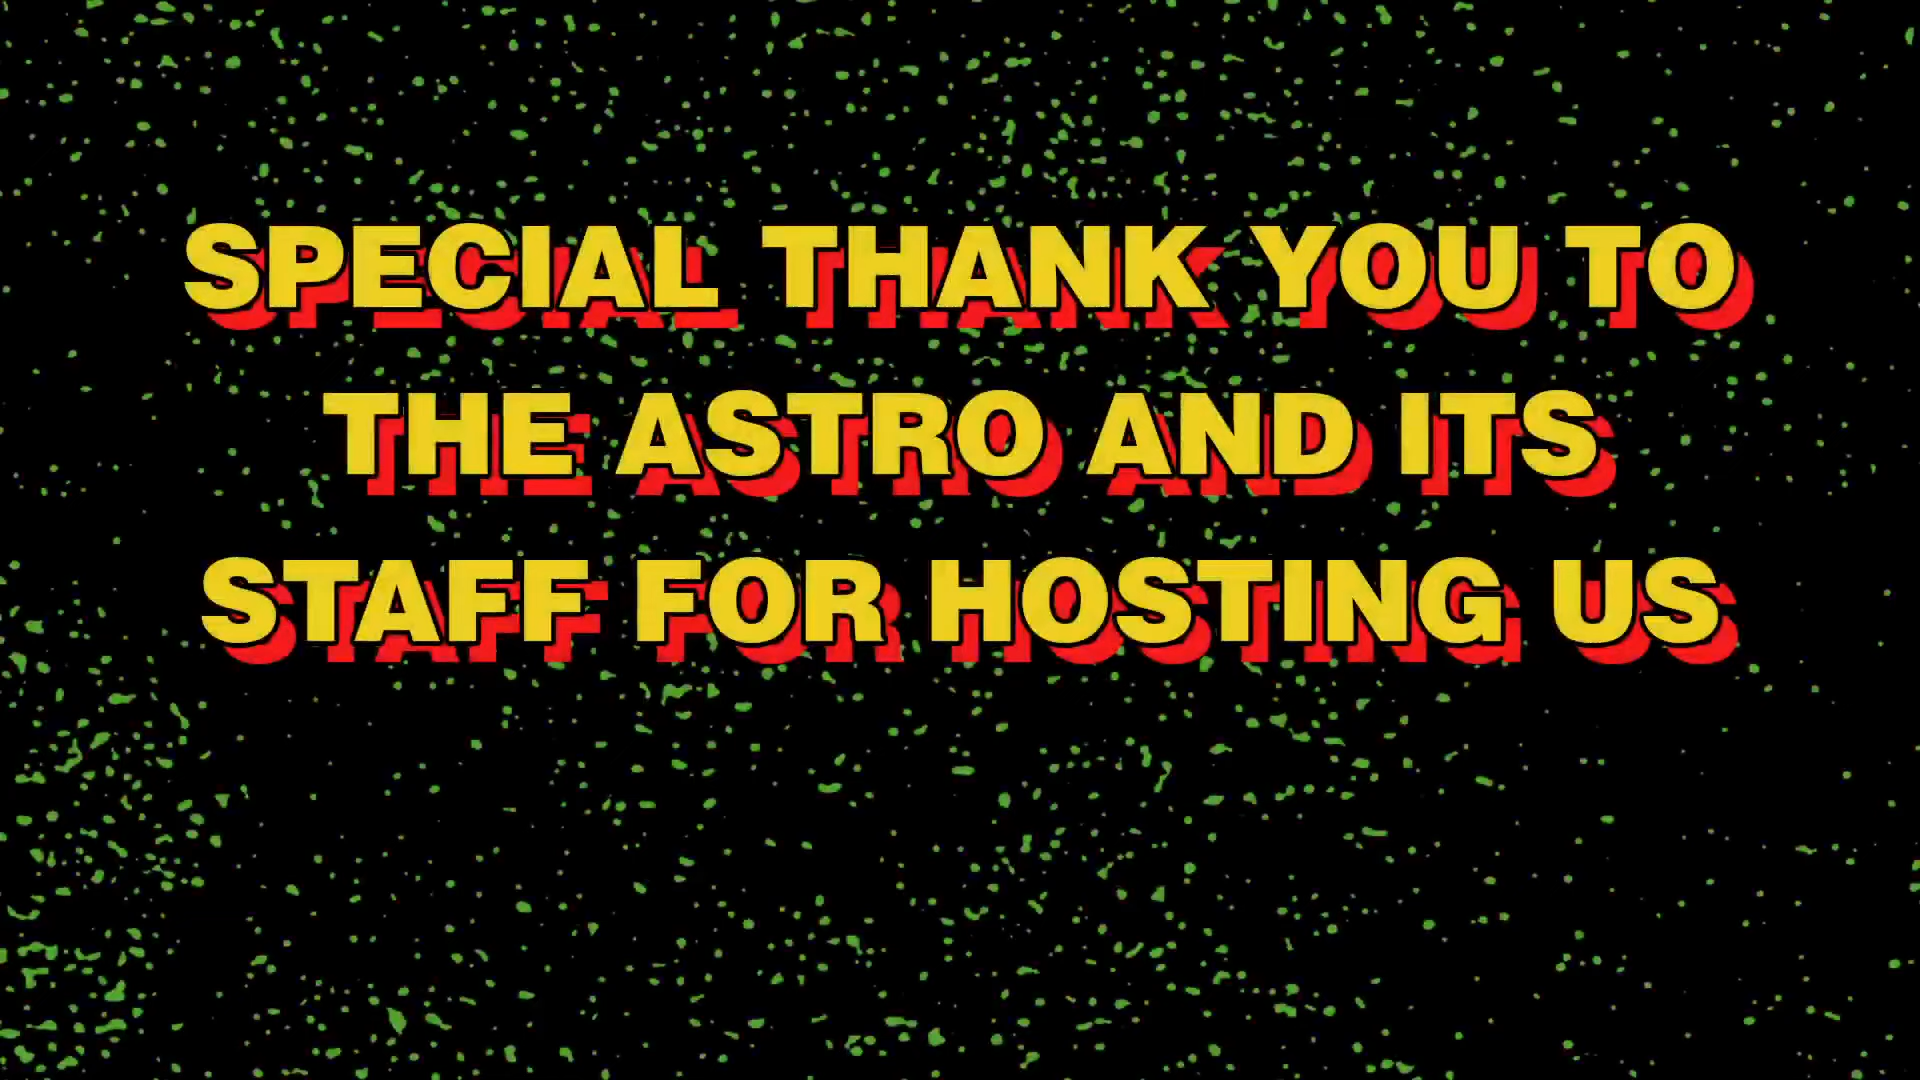 SPECIAL THANK YOU TO
THE ASTRO AND ITS
STAFF FOR HOSTING US